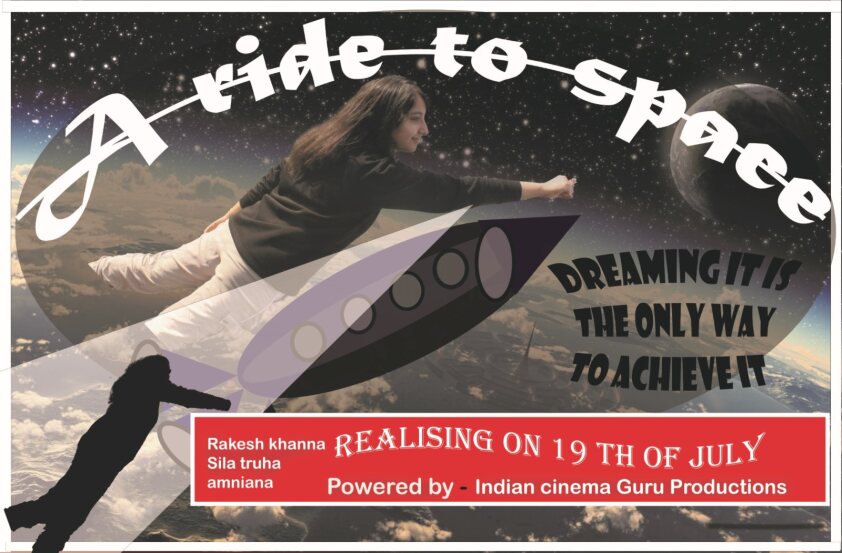 A ride to space
DREAMING IT IS
THE ONLY WAY
TO ACHIEVE IT
Rakesh khanna
Sila truha
amniana
REALISING ON 19 TH OF JULY
Powered by - Indian cinema Guru Productions